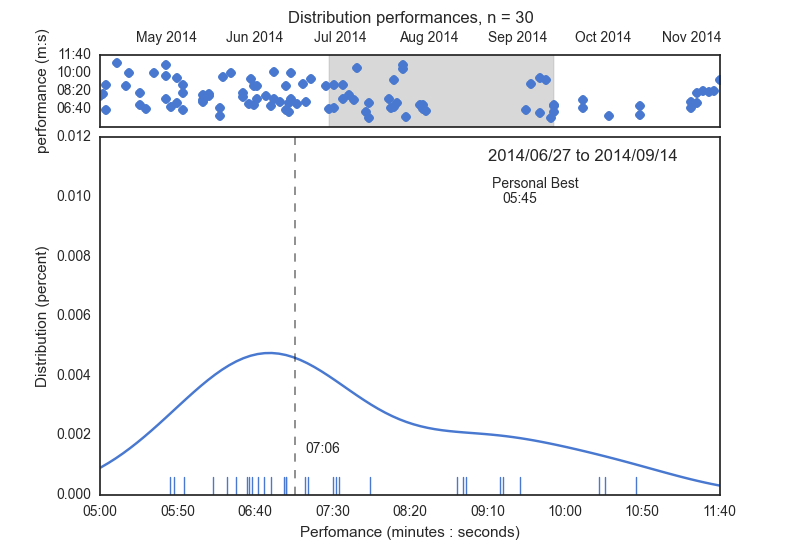 Distribution performances, n = 30
May 2014 Jun 2014 Jul 2014 Aug 2014 Sep 2014 Oct 2014 Nov 2014
performance (m:s)
11:40
10:00
08:20
06:40
0.012
0.010
0.008
0.006
0.004
0.002
0.000
Distribution (percent)
2014/06/27 to 2014/09/14
Personal Best
05:45
07:06
05:00 05:50 06:40 07:30 08:20 09:10 10:00 10:50 11:40
Perfomance (minutes : seconds)